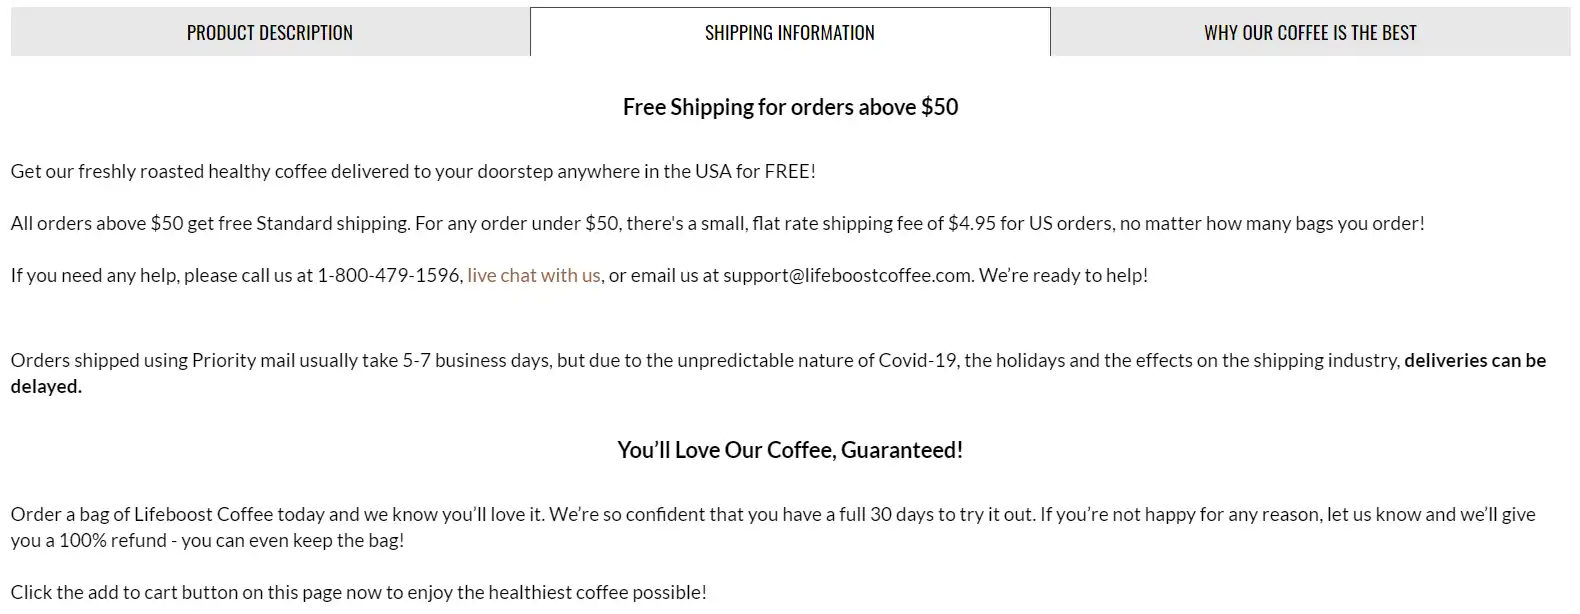 PRODUCT DESCRIPTION
SHIPPING INFORMATION
WHY OUR COFFEE IS THE BEST
Free Shipping for orders above $50
Get our freshly roasted healthy coffee delivered to your doorstep anywhere in the USA for FREE!
All orders above $50 get free Standard shipping. For any order under $50, there's a small, flat rate shipping fee of $4.95 for US orders, no matter how many bags you order!
If you need any help, please call us at 1-800-479-1596, live chat with us, or email us at support@lifeboostcoffee.com. We’re ready to help!
Orders shipped using Priority mail usually take 5-7 business days, but due to the unpredictable nature of Covid-19, the holidays and the effects on the shipping industry, deliveries can be
delayed.
You’ll Love Our Coffee, Guaranteed!
Order a bag of Lifeboost Coffee today and we know you’ll love it. We’re so confident that you have a full 30 days to try it out. If you’re not happy for any reason, let us know and we’ll give
you a 100% refund - you can even keep the bag!
Click the add to cart button on this page now to enjoy the healthiest coffee possible!